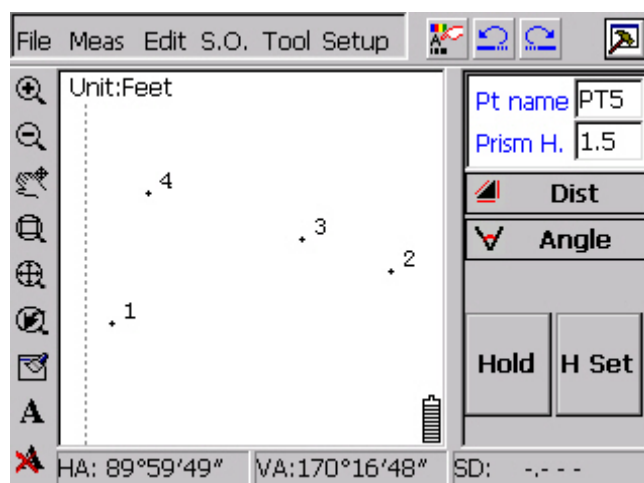 File Meas Edit S.O. Tool Setup
Unit:Feet
Pt name PT5
Prism H. 1.5
4
Dist
3
Angle
2
1
Hold H Set
A
HA: 89°59'49" VA:170°16'48" SD: -.- - -